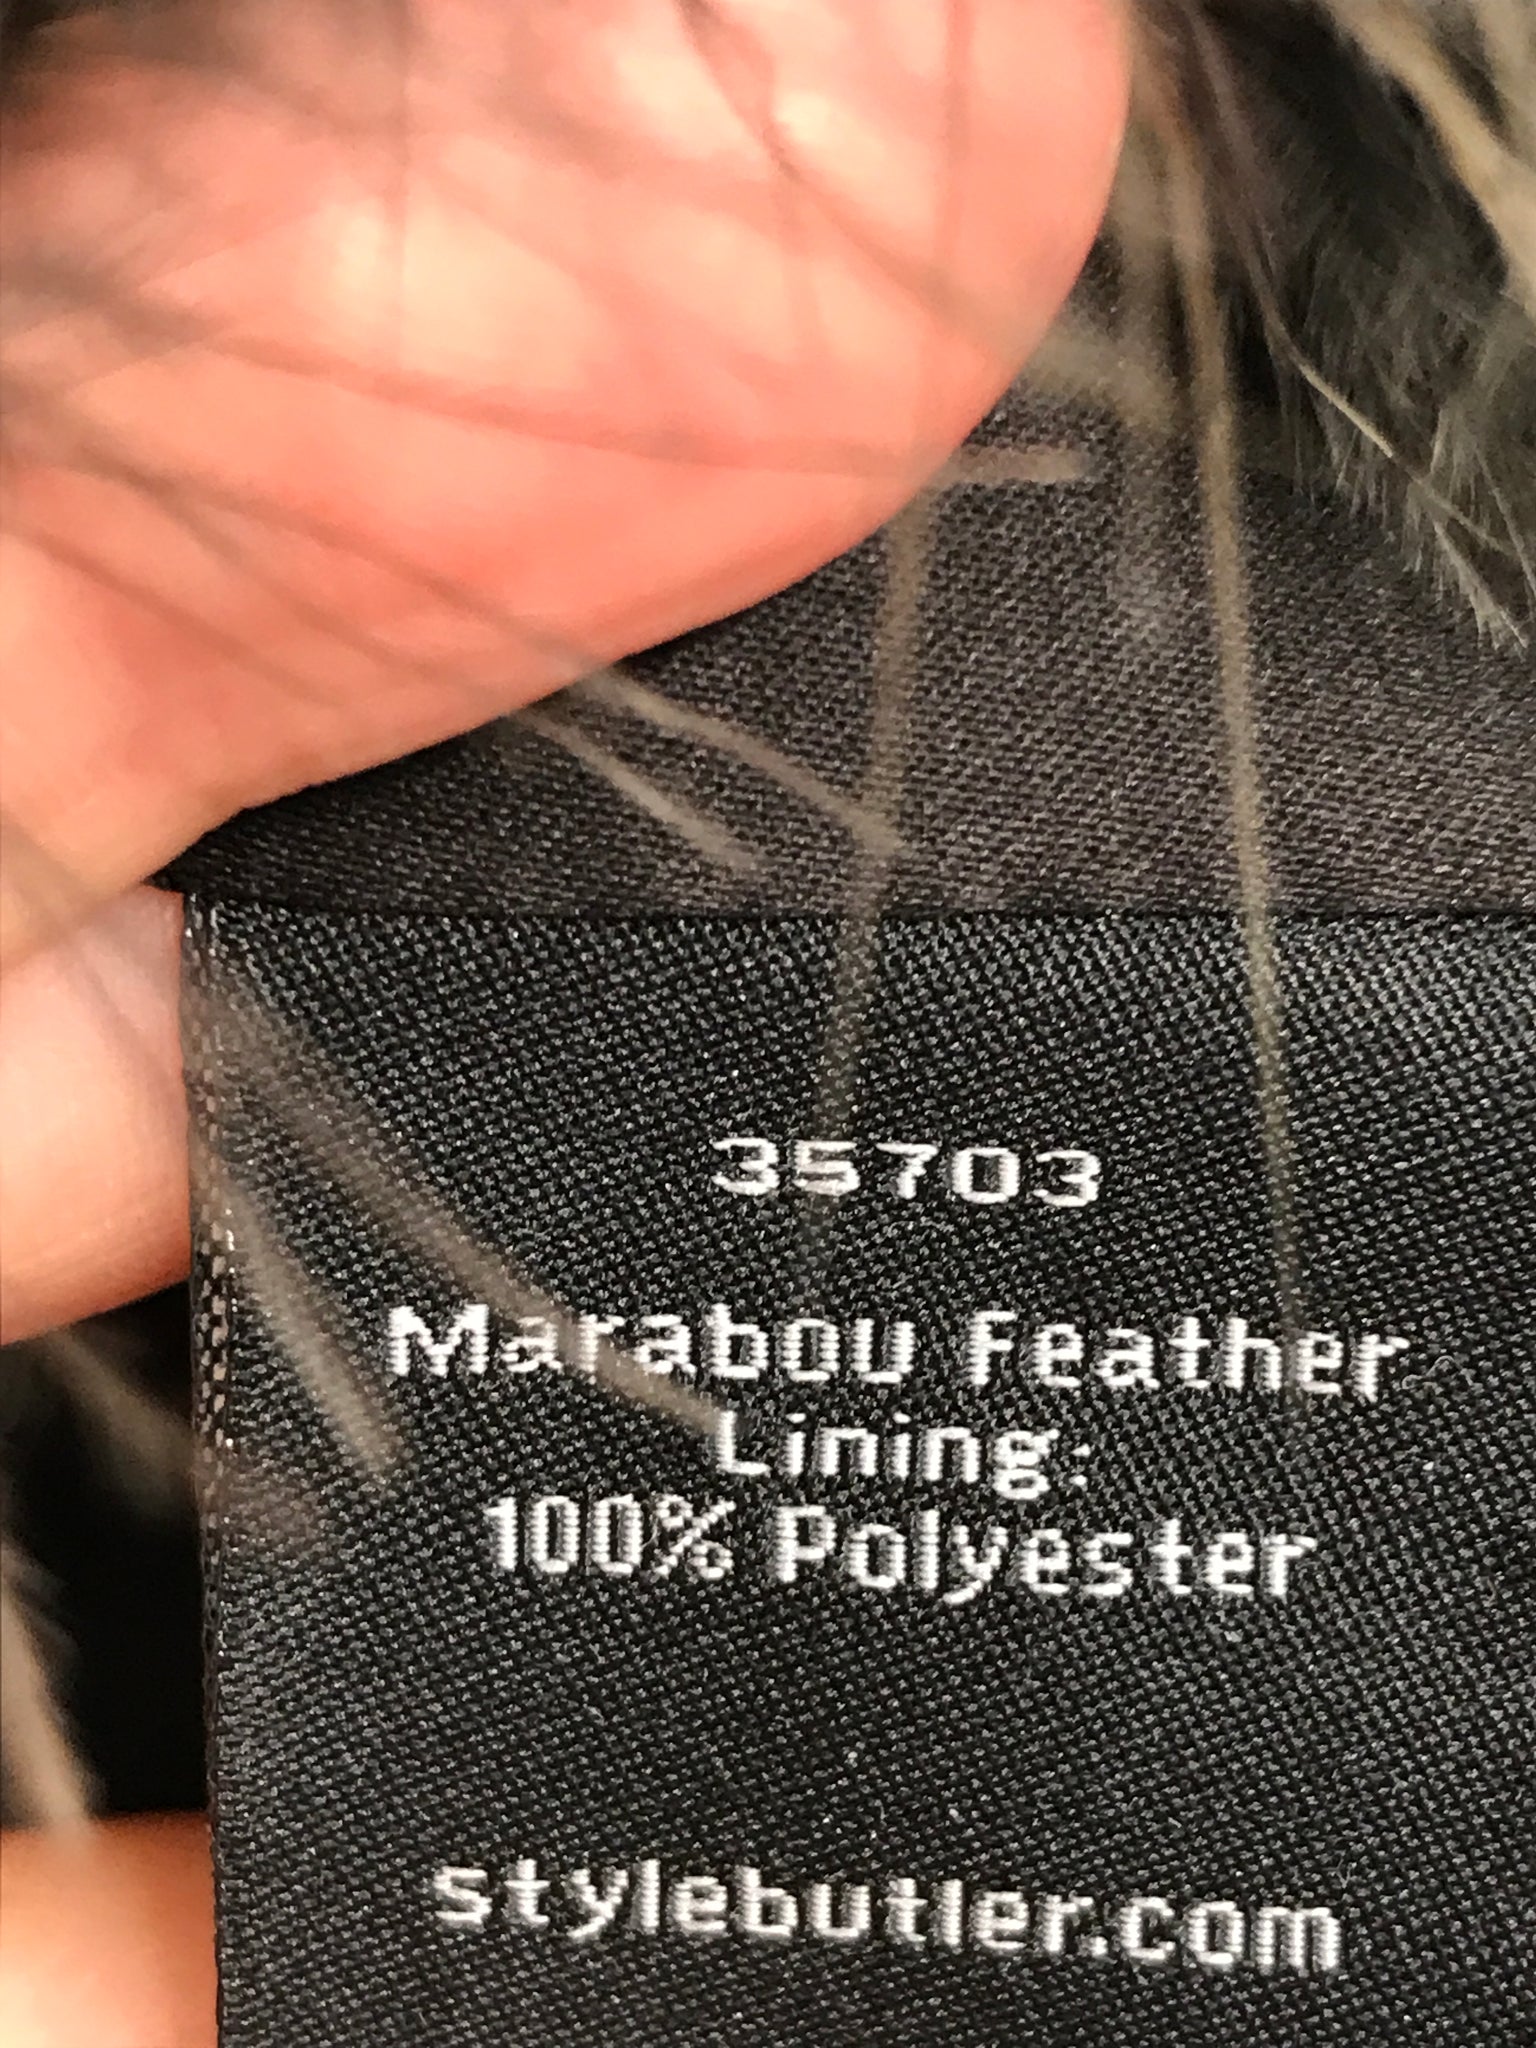 35703
Marabou Feather
Lining:
100% Polyester
stylebutler.com